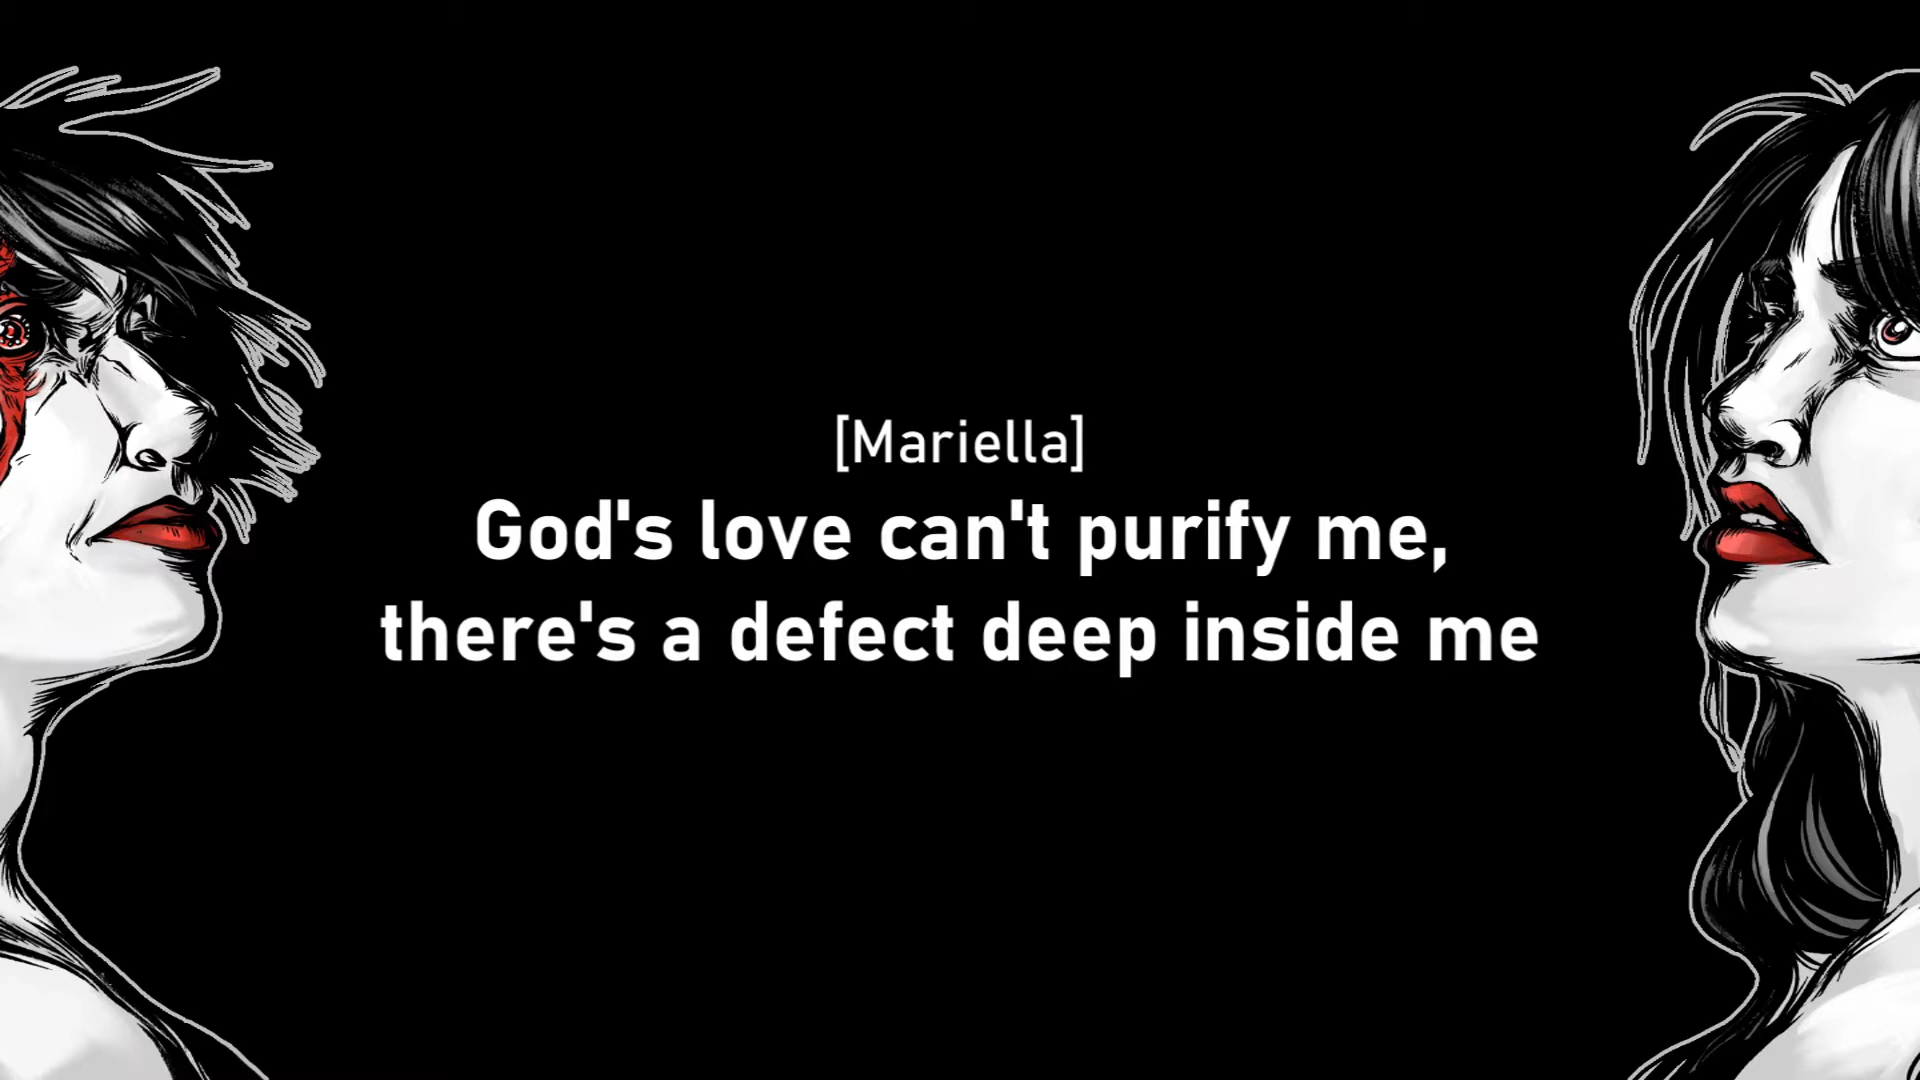 [Mariella]
God's love can't purify me,
there's a defect deep inside me